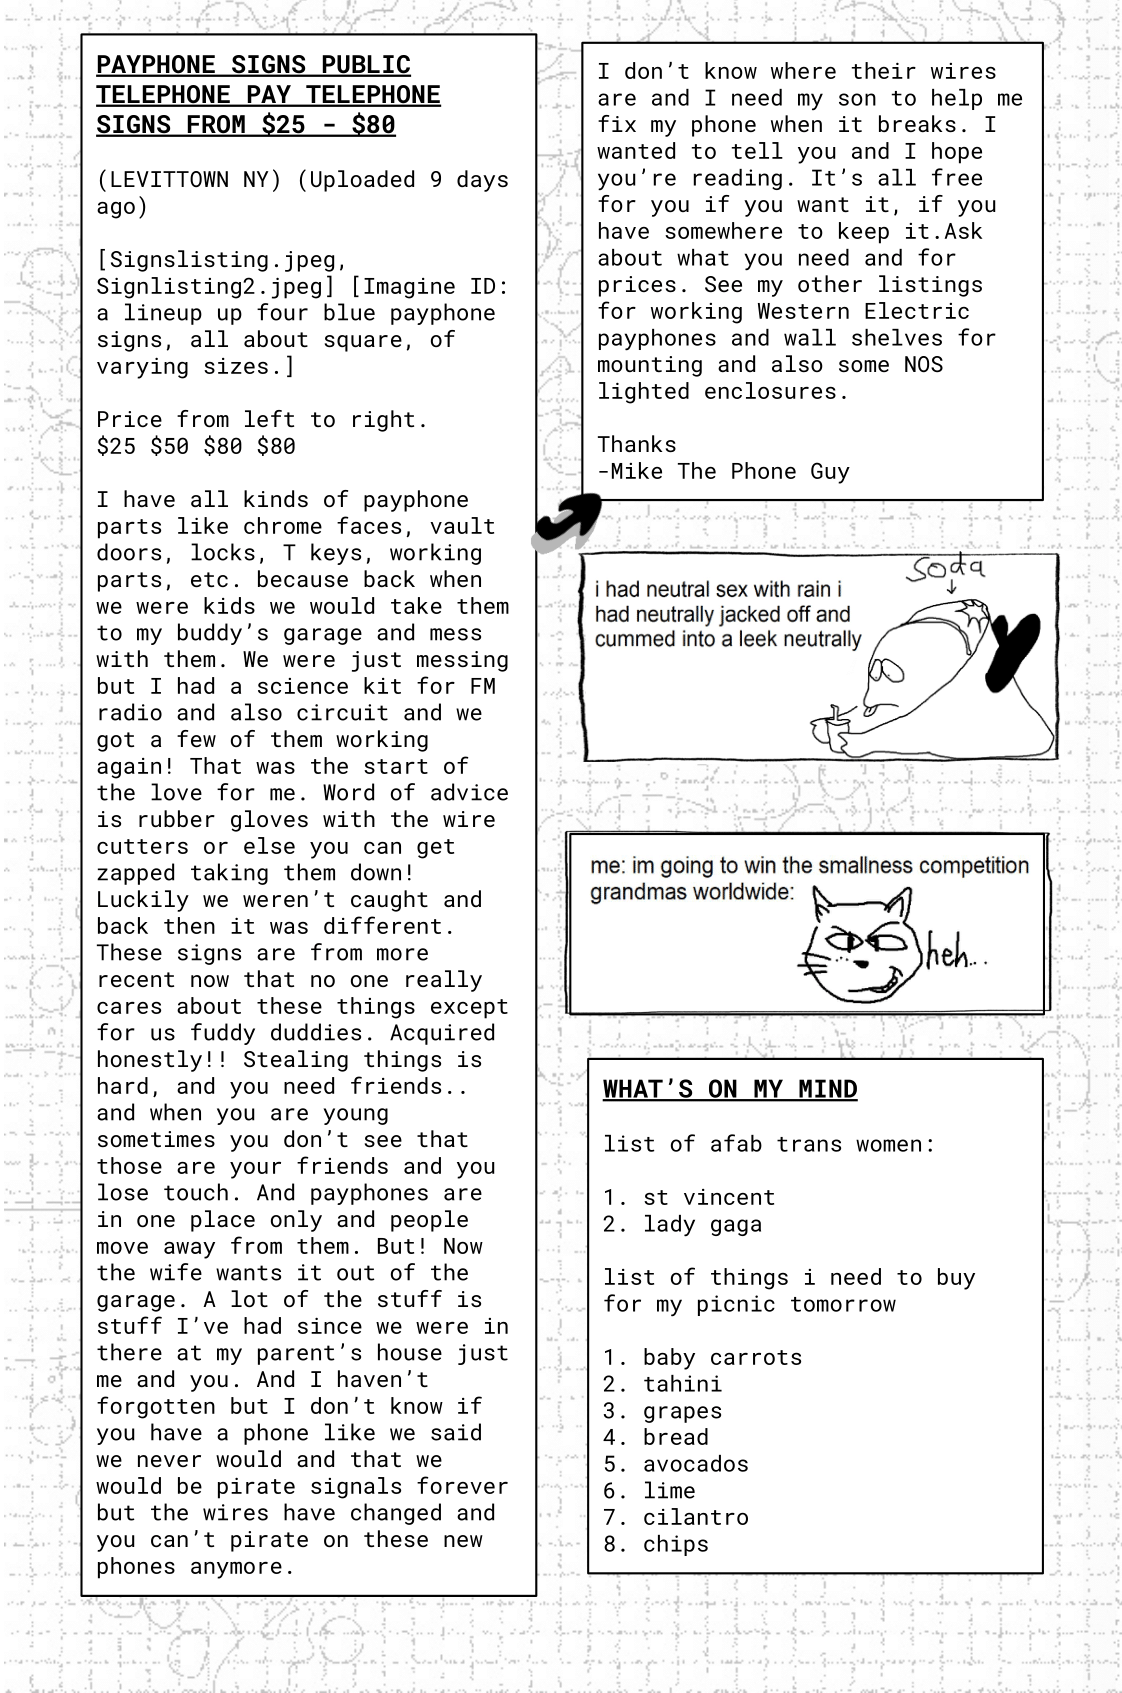 PAYPHONE SIGNS PUBLIC
TELEPHONE PAY TELEPHONE
SIGNS FROM $25 - $80
(LEVITTOWN NY) (Uploaded 9 days
ago)
[Signslisting.jpeg,
Signlisting2.jpeg] [Imagine ID:
a lineup up four blue payphone
signs, all about square, of
varying sizes.]
Price from left to right.
$25 $50 $80 $80
I have all kinds of payphone
parts like chrome faces, vault
doors, locks, T keys, working
parts, etc. because back when
we were kids we would take them
to my buddy’s garage and mess
with them. We were just messing
but I had a science kit for FM
radio and also circuit and we
got a few of them working
again! That was the start of
the love for me. Word of advice
is rubber gloves with the wire
cutters or else you can get
zapped taking them down!
Luckily we weren’t caught and
back then it was different.
These signs are from more
recent now that no one really
cares about these things except
for us fuddy duddies. Acquired
honestly!! Stealing things is
hard, and you need friends..
and when you are young
sometimes you don’t see that
those are your friends and you
lose touch. And payphones are
in one place only and people
move away from them. But! Now
the wife wants it out of the
garage. A lot of the stuff is
stuff I’ve had since we were in
there at my parent’s house just
me and you. And I haven’t
forgotten but I don’t know if
you have a phone like we said
we never would and that we
would be pirate signals forever
but the wires have changed and
you can’t pirate on these new
phones anymore.
I don’t know where their wires
are and I need my son to help me
fix my phone when it breaks. I
wanted to tell you and I hope
you’re reading. It’s all free
for you if you want it, if you
have somewhere to keep it.Ask
about what you need and for
prices. See my other listings
for working Western Electric
payphones and wall shelves for
mounting and also some NOS
lighted enclosures.
Thanks
-Mike The Phone Guy
soda
i had neutral sex with rain i
had neutrally jacked off and
cummed into a leek neutrally
me: im going to win the smallness competition
grandmas worldwide:
heh...
WHAT’S ON MY MIND
list of afab trans women:
1. st vincent
2. lady gaga
list of things i need to buy
for my picnic tomorrow
1. baby carrots
2. tahini
3. grapes
4. bread
5. avocados
6. lime
7. cilantro
8. chips